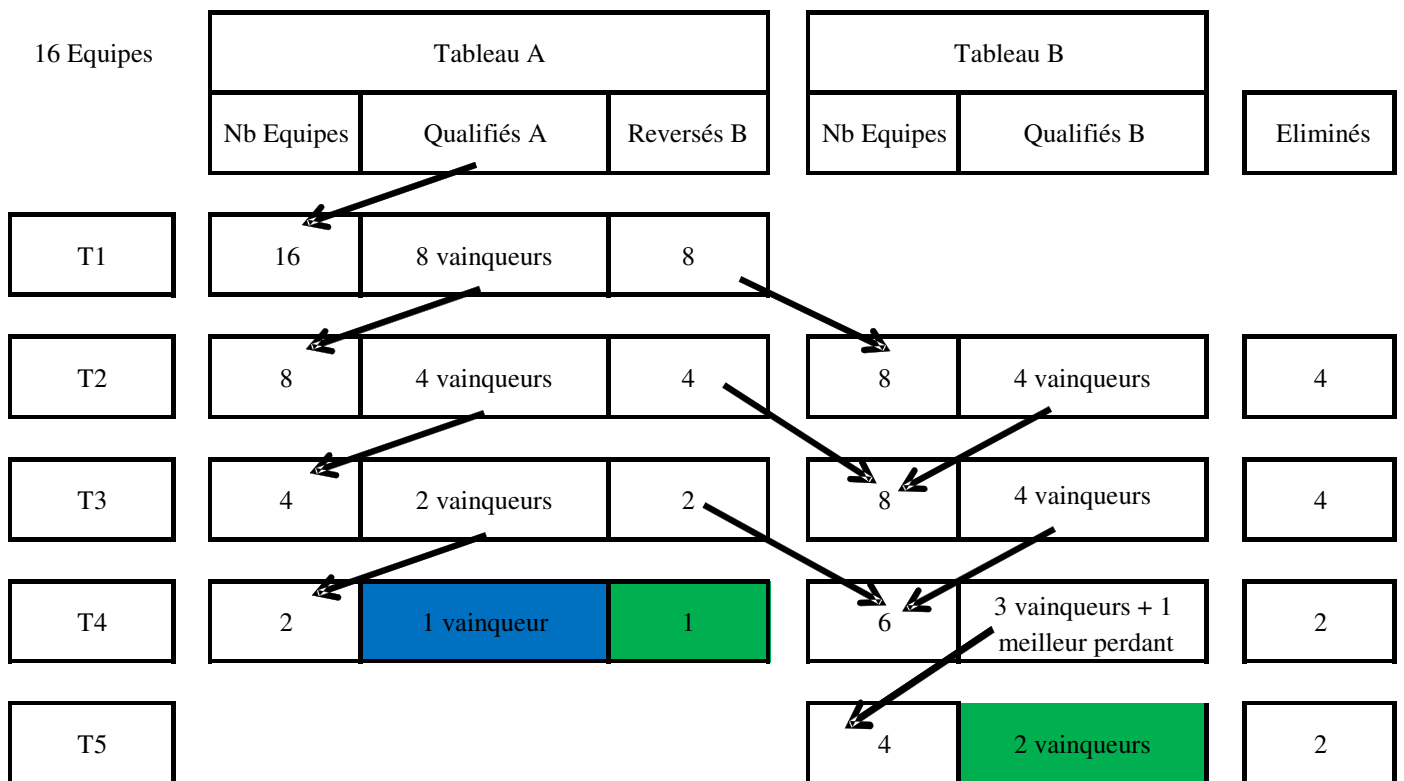 16 Equipes Tableau A Tableau B
Nb Equipes Qualifiés A Reversés B Nb Equipes Qualifiés B Eliminés
T1 16 8 vainqueurs 8
T2 8 4 vainqueurs 4 8 4 vainqueurs 4
T3 4 2 vainqueurs 2 8 4 vainqueurs 4
T4 2 1 vainqueur 1 6 3 vainqueurs + 1 meilleur perdant 2
T5 4 2 vainqueurs 2